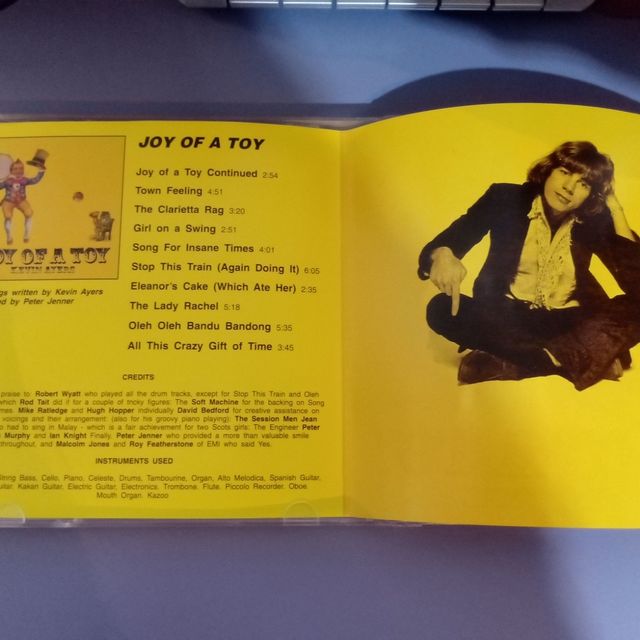 JOY OF A TOY
OY OF A TOY
KEVIN AYERS
gs written by Kevin Ayers
ed by Peter Jenner
Joy of a Toy Continued 2:54
Town Feeling 4:51
The Clarietta Rag 3:20
Girl on a Swing 2:51
Song For Insane Times 4:01
Stop This Train (Again Doing It) 6:05
Eleanor's Cake (Which Ate Her) 2:35
The Lady Rachel 5:18
Oleh Oleh Bandu Bandong 5:35
All This Crazy Gift of Time 3:45
CREDITS
praise to: Robert Wyatt who played all the drum tracks, except for Stop This Train and Oleh
which Rod Tait did it for a couple of tricky figures: The Soft Machine for the backing on Song
mes. Mike Ratledge and Hugh Hopper individually David Bedford for creative assistance on
voicings and their arrangement: (also for his groovy piano playing): The Session Men Jean
o had to sing in Malay - which is a fair achievement for two Scots girls: The Engineer Peter
Murphy and Ian Knight Finally, Peter Jenner who provided a more than valuable smile
throughout, and Malcolm Jones and Roy Featherstone of EMI who said Yes.
INSTRUMENTS USED
String Bass, Cello, Piano, Celeste, Drums, Tambourine, Organ, Alto Melodica, Spanish Guitar,
uitar, Kakan Guitar, Electric Guitar, Electronics, Trombone, Flute, Piccolo Recorder, Oboe
Mouth Organ, Kazoo